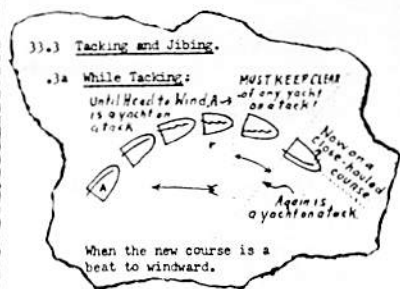 33.3 Tacking and Jibing.
.3a While Tacking:
Until Head to Wind, A →
is a yacht on
a tack
MUST KEEP CLEAR
of any yacht
on a tack!
A
Now on a
close-hauled
course
Again is
a yacht on a tack.
When the new course is a
beat to windward.